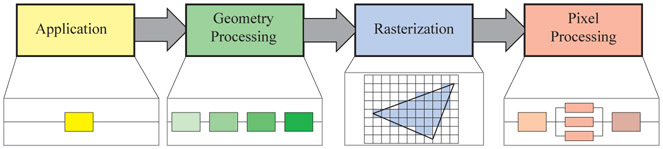 Application
Geometry
Processing
Rasterization
Pixel
Processing